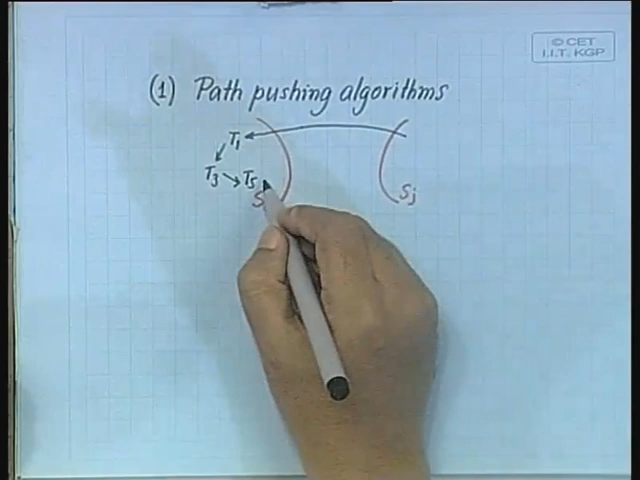 © CET
I.I.T. KGP
(1) Path pushing algorithms
T1
T3 T5
S Sj